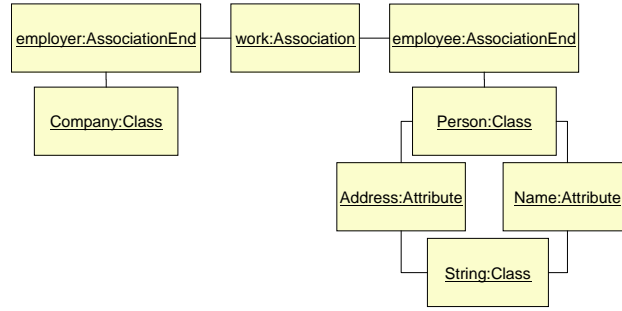 employer:AssociationEnd
work:Association
employee:AssociationEnd
Company:Class
Person:Class
Address:Attribute
Name:Attribute
String:Class